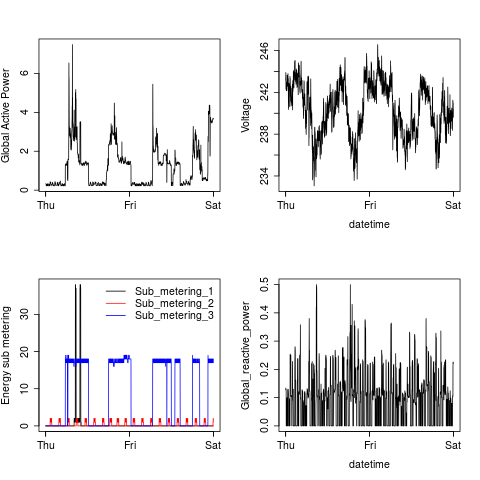 Global Active Power
0 2 4 6
Thu Fri Sat
Voltage
234 238 242 246
Thu Fri Sat
datetime
Energy sub metering
0 10 20 30
Sub_metering_1
Sub_metering_2
Sub_metering_3
Thu Fri Sat
Global_reactive_power
0.0 0.1 0.2 0.3 0.4 0.5
Thu Fri Sat
datetime